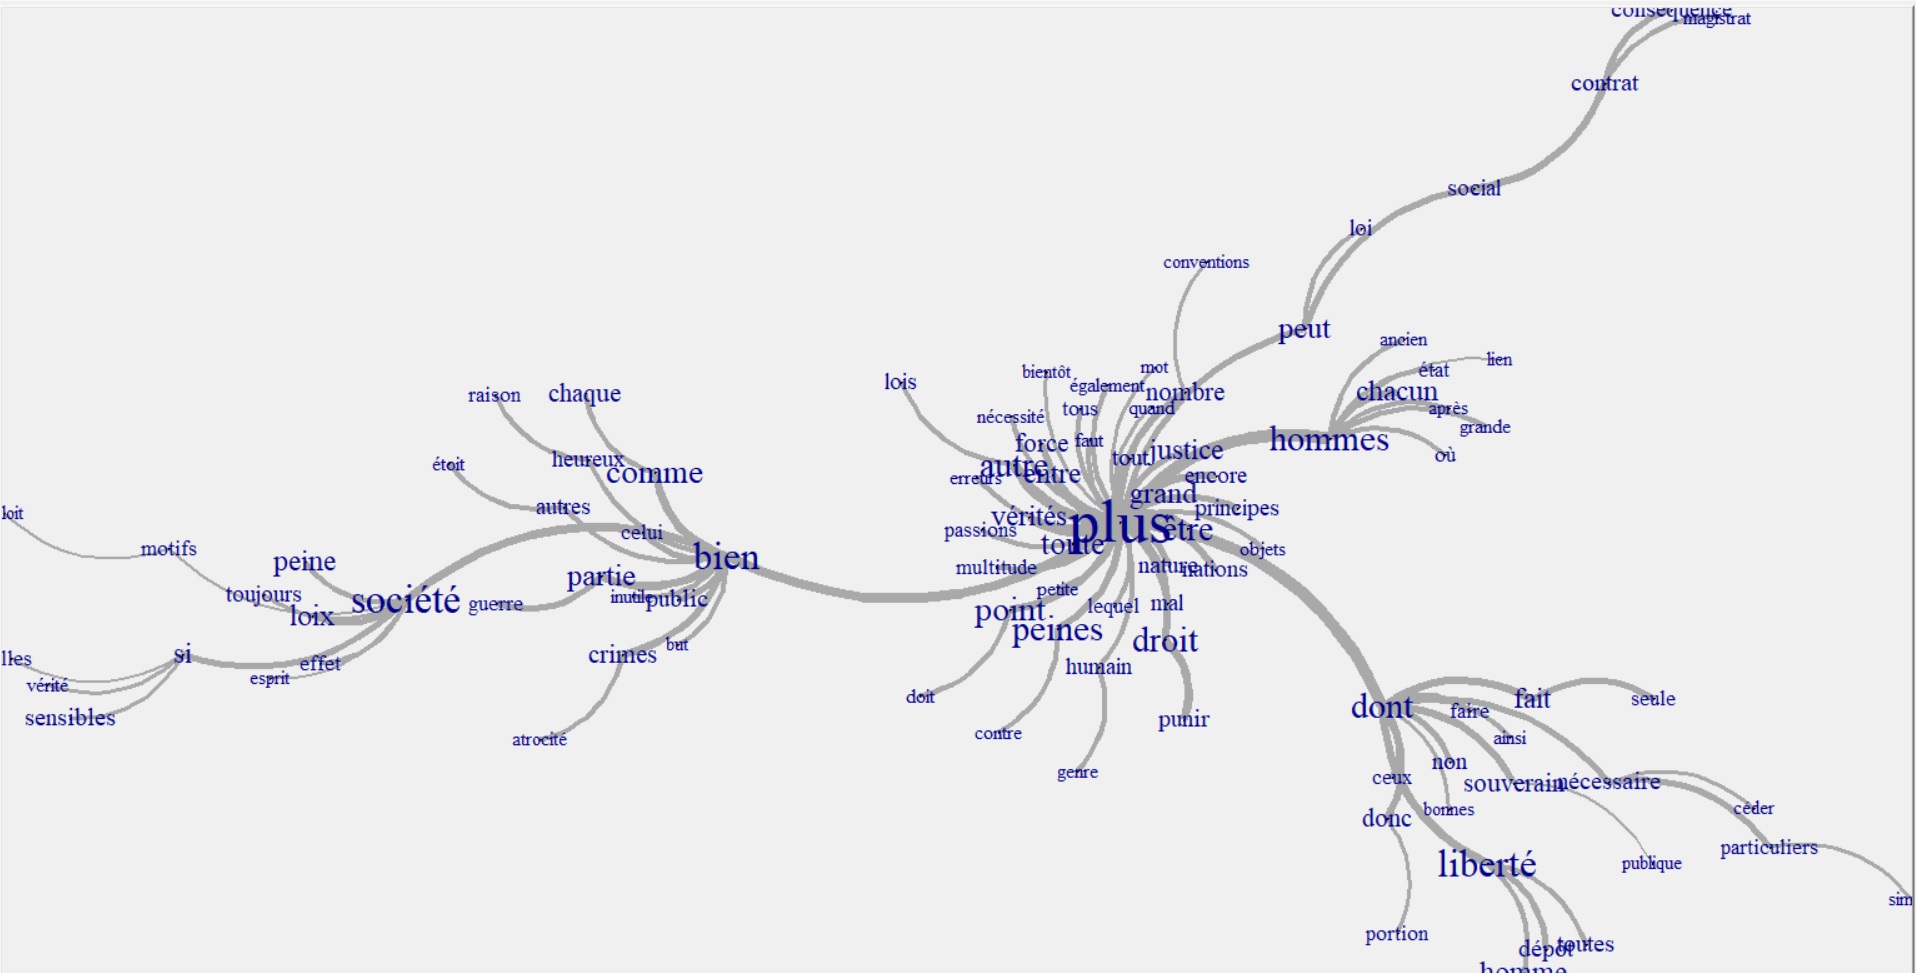 conséquence
magistrat
contrat
social
loi
conventions
peut
ancien
lien
état
mot
bientôt
lois
également
chacun
nombre
raison
chaque
tous
quand
après
nécessité
grande
hommes
faut
force
justice
où
tout
heureux
étoit
autre
comme
entre
encore
erreurs
grand
autres
principes
loit
vérités
plus
être
passions
celui
toute
motifs
objets
bien
peine
nature
multitude
nations
partie
petite
toujours
inutile
public
société
guerre
lequel
mal
point
loix
peines
droit
but
si
crimes
lles
effet
humain
esprit
vérité
doit
fait
seule
dont
faire
sensibles
punir
contre
atrocité
ainsi
non
genre
ceux
souverain
nécessaire
céder
bonnes
donc
particuliers
liberté
publique
sim
portion
toutes
dépôt
homme